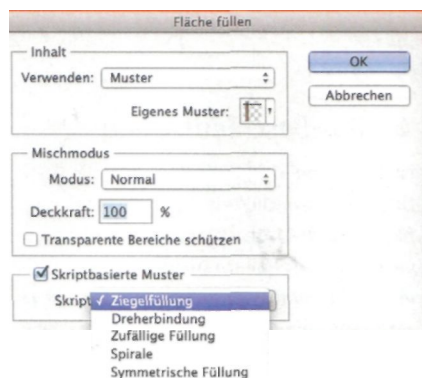 Fläche füllen
Inhalt
Verwenden: Muster
Eigenes Muster:
OK
Abbrechen
Mischmodus
Modus: Normal
Deckkraft: 100 %
Transparente Bereiche schützen
Skriptbasierte Muster
Skript ✓ Ziegelfüllung
Dreherbindung
Zufällige Füllung
Spirale
Symmetrische Füllung